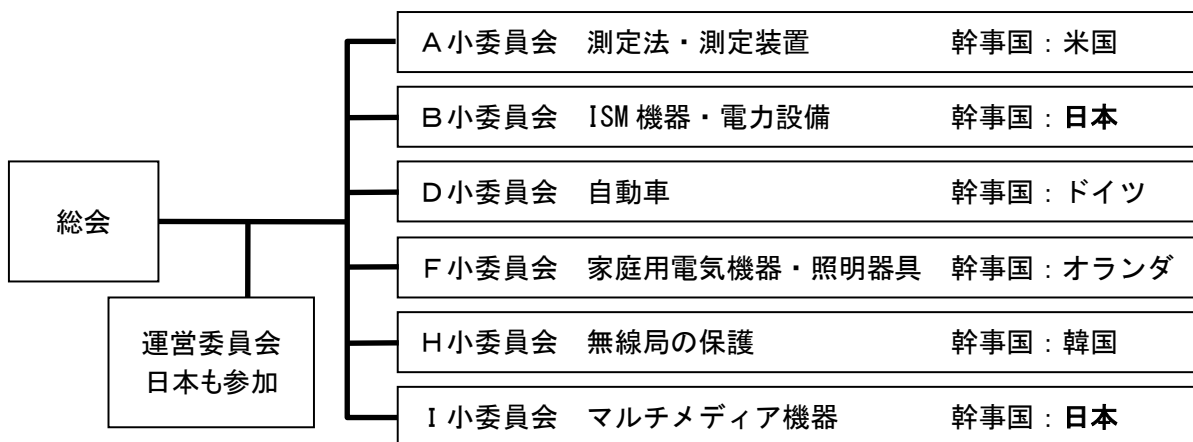 A小委員会 測定法・測定装置 幹事国：米国
B小委員会 ISM機器・電力設備 幹事国：日本
D小委員会 自動車 幹事国：ドイツ
F小委員会 家庭用電気機器・照明器具 幹事国：オランダ
H小委員会 無線局の保護 幹事国：韓国
I小委員会 マルチメディア機器 幹事国：日本
総会
運営委員会
日本も参加